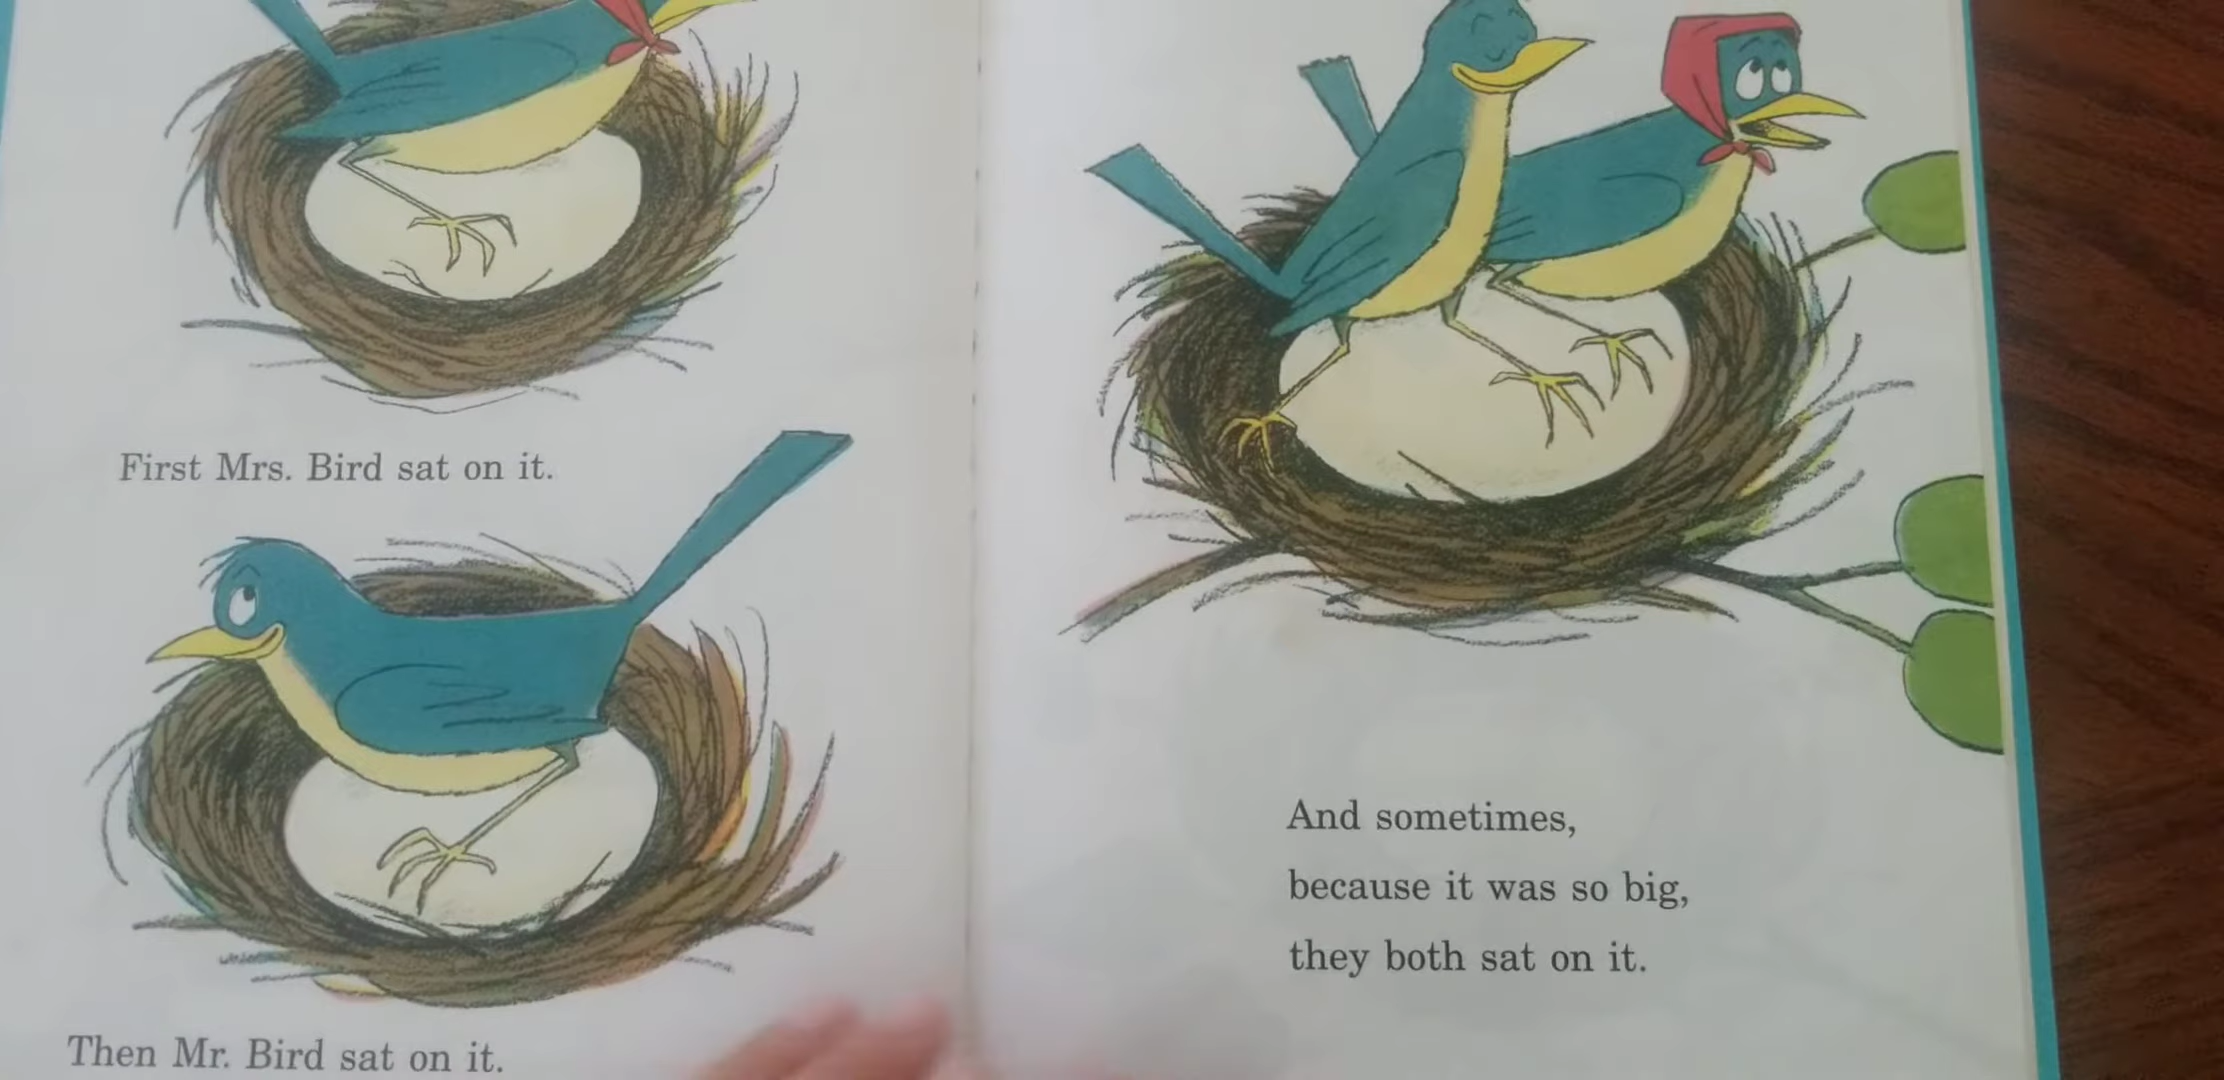 First Mrs. Bird sat on it.
Then Mr. Bird sat on it.
And sometimes,
because it was so big,
they both sat on it.